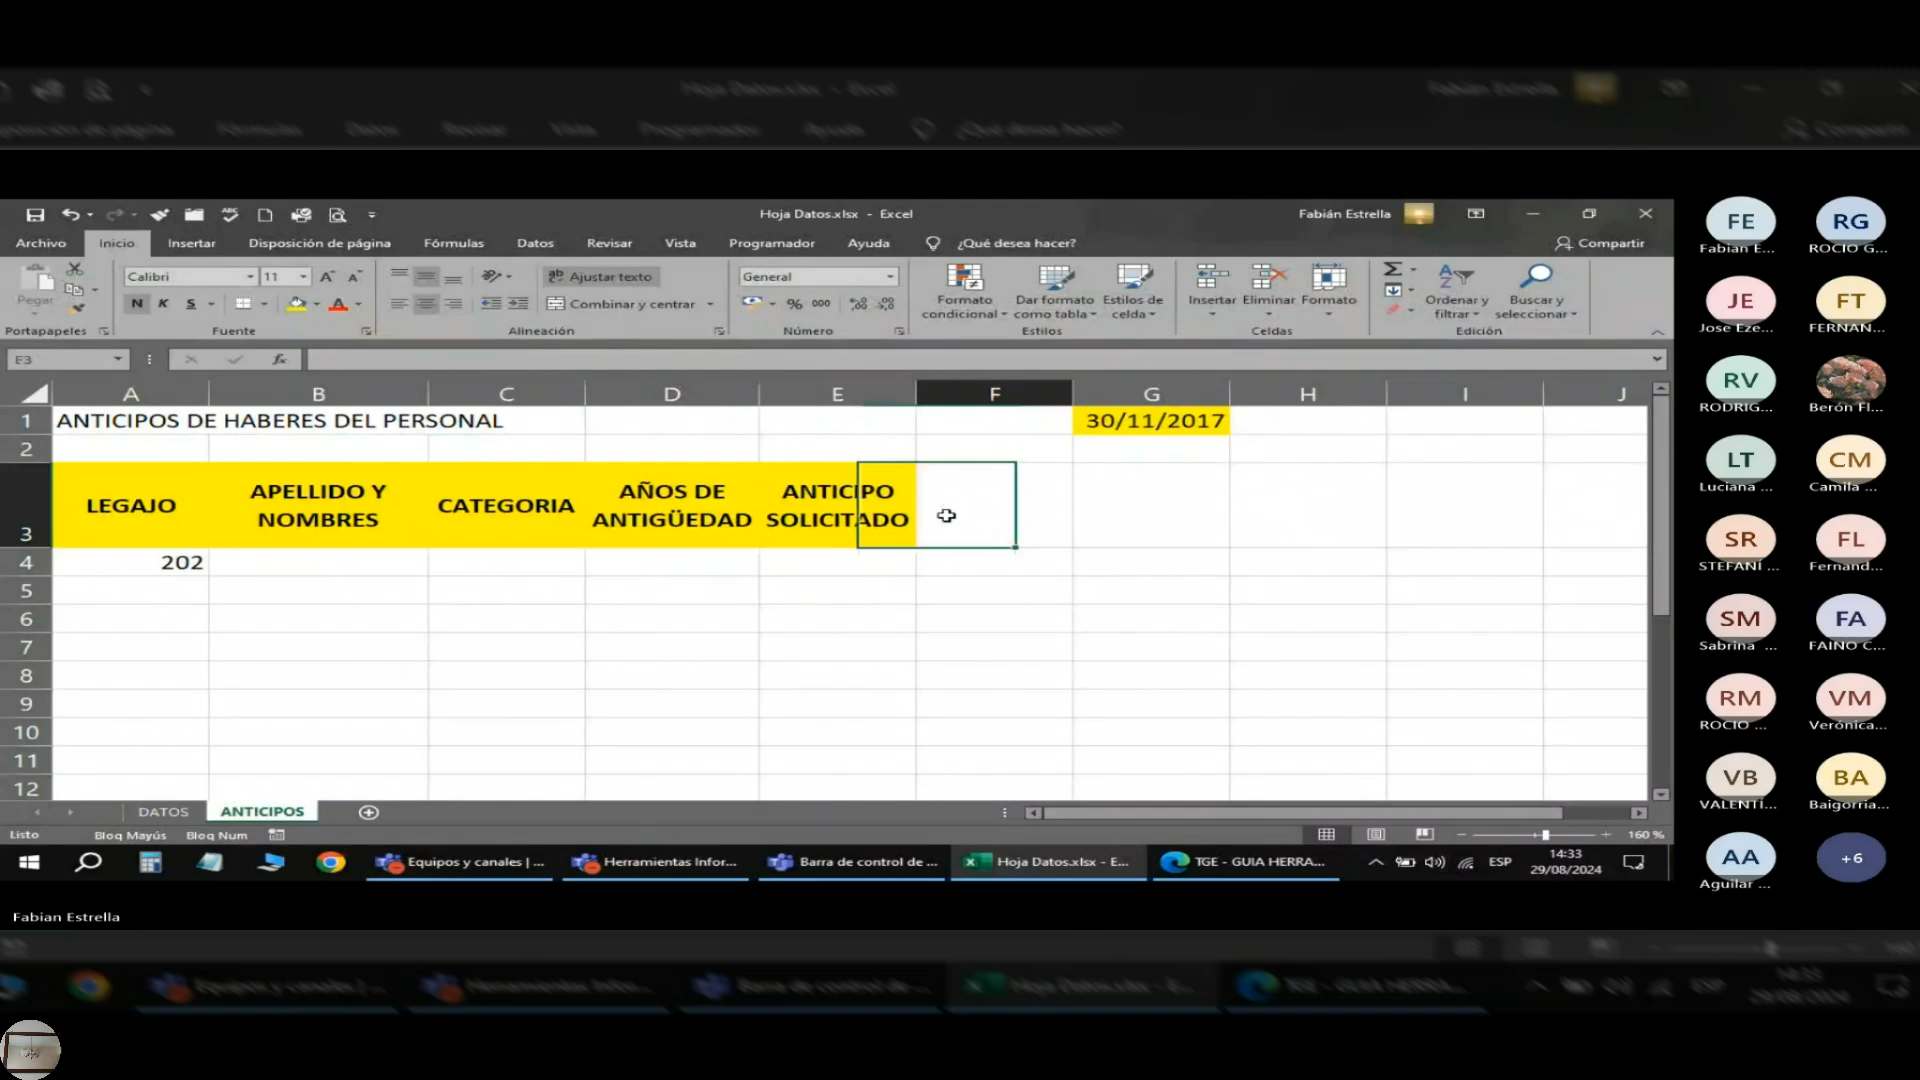 Hoja Datos.xlsx - Excel
Fabián Estrella
Archivo Inicio Insertar Disposición de página Fórmulas Datos Revisar Vista Programador Ayuda ¿Qué desea hacer? Compartir
Pegar
Calibri 11
N K S
Ajustar texto
Combinar y centrar
General
% 000
Formato condicional
Dar formato como tabla
Estilos de celda
Insertar Eliminar Formato
Ordenar y filtrar
Buscar y seleccionar
Portapapeles Fuente Alineación Número Estilos Celdas Edición
E3 fx
A B C D E F G H I J
1 ANTICIPOS DE HABERES DEL PERSONAL 30/11/2017
2
3 LEGAJO APELLIDO Y NOMBRES CATEGORIA AÑOS DE ANTIGÜEDAD ANTICIPO SOLICITADO
4 202
5
6
7
8
9
10
11
12
DATOS ANTICIPOS
Listo Bloq Mayús Bloq Num 160 %
Equipos y canales | ...
Herramientas Infor...
Barra de control de ...
Hoja Datos.xlsx - E...
TGE - GUIA HERRA...
ESP
14:33
29/08/2024
Fabian Estrella
FE RG
Fabian E... ROCIO G...
JE FT
Jose Eze... FERNAN...
RV
RODRIG... Berón Fl...
LT CM
Luciana ... Camila ...
SR FL
STEFANI ... Fernand...
SM FA
Sabrina ... FAINO C...
RM VM
ROCIO ... Verónica...
VB BA
VALENTÍ... Baigorria...
AA +6
Aguilar ...